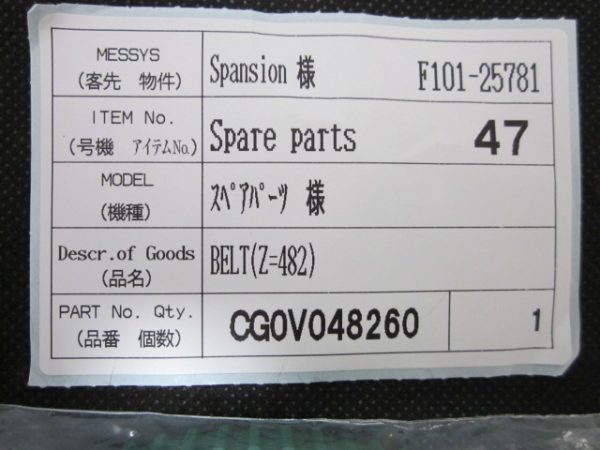 MESSYS
(客先 物件)
Spansion 様 F101-25781
ITEM No.
(号機 アイテムNo.)
Spare parts 47
MODEL
(機種)
スペアパーツ 様
Descr.of Goods
(品名)
BELT(Z=482)
PART No. Qty.
(品番 個数)
CG0V048260 1